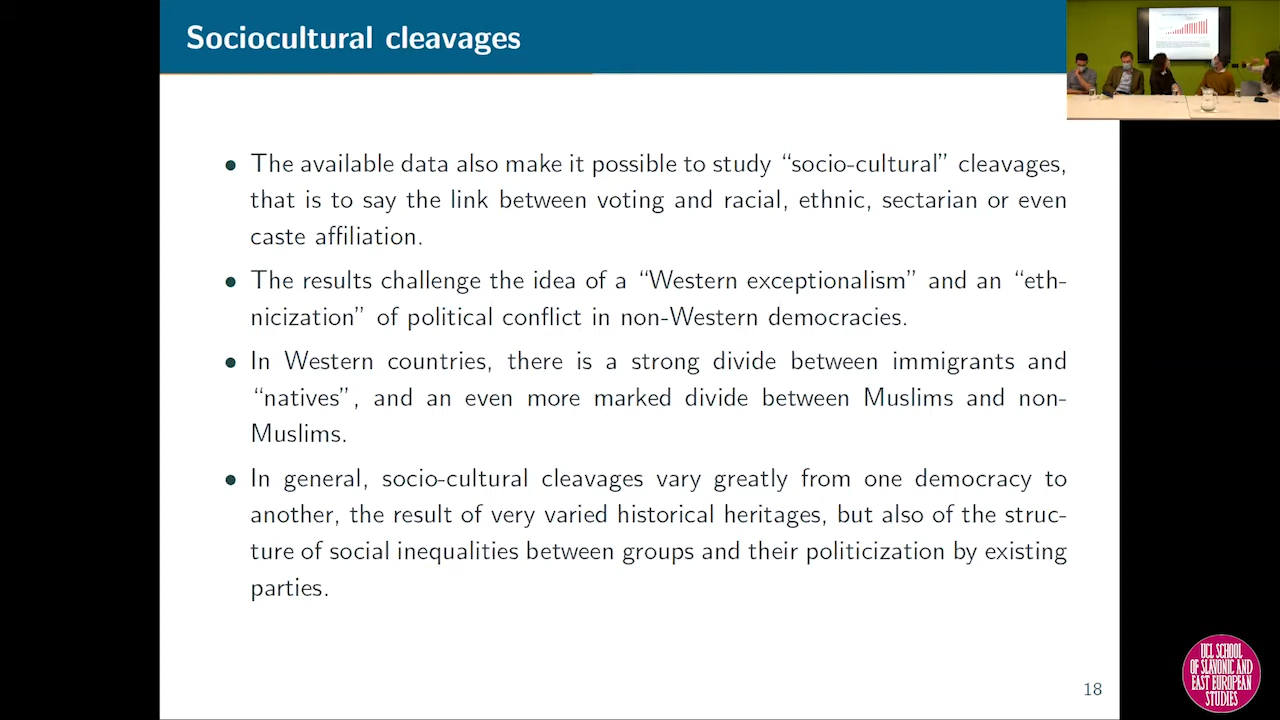 Sociocultural cleavages
• The available data also make it possible to study “socio-cultural” cleavages,
that is to say the link between voting and racial, ethnic, sectarian or even
caste affiliation.
• The results challenge the idea of a “Western exceptionalism” and an “eth-
nicization” of political conflict in non-Western democracies.
• In Western countries, there is a strong divide between immigrants and
“natives”, and an even more marked divide between Muslims and non-
Muslims.
• In general, socio-cultural cleavages vary greatly from one democracy to
another, the result of very varied historical heritages, but also of the struc-
ture of social inequalities between groups and their politicization by existing
parties.
UCL SCHOOL
OF SLAVONIC AND
EAST EUROPEAN
STUDIES
18